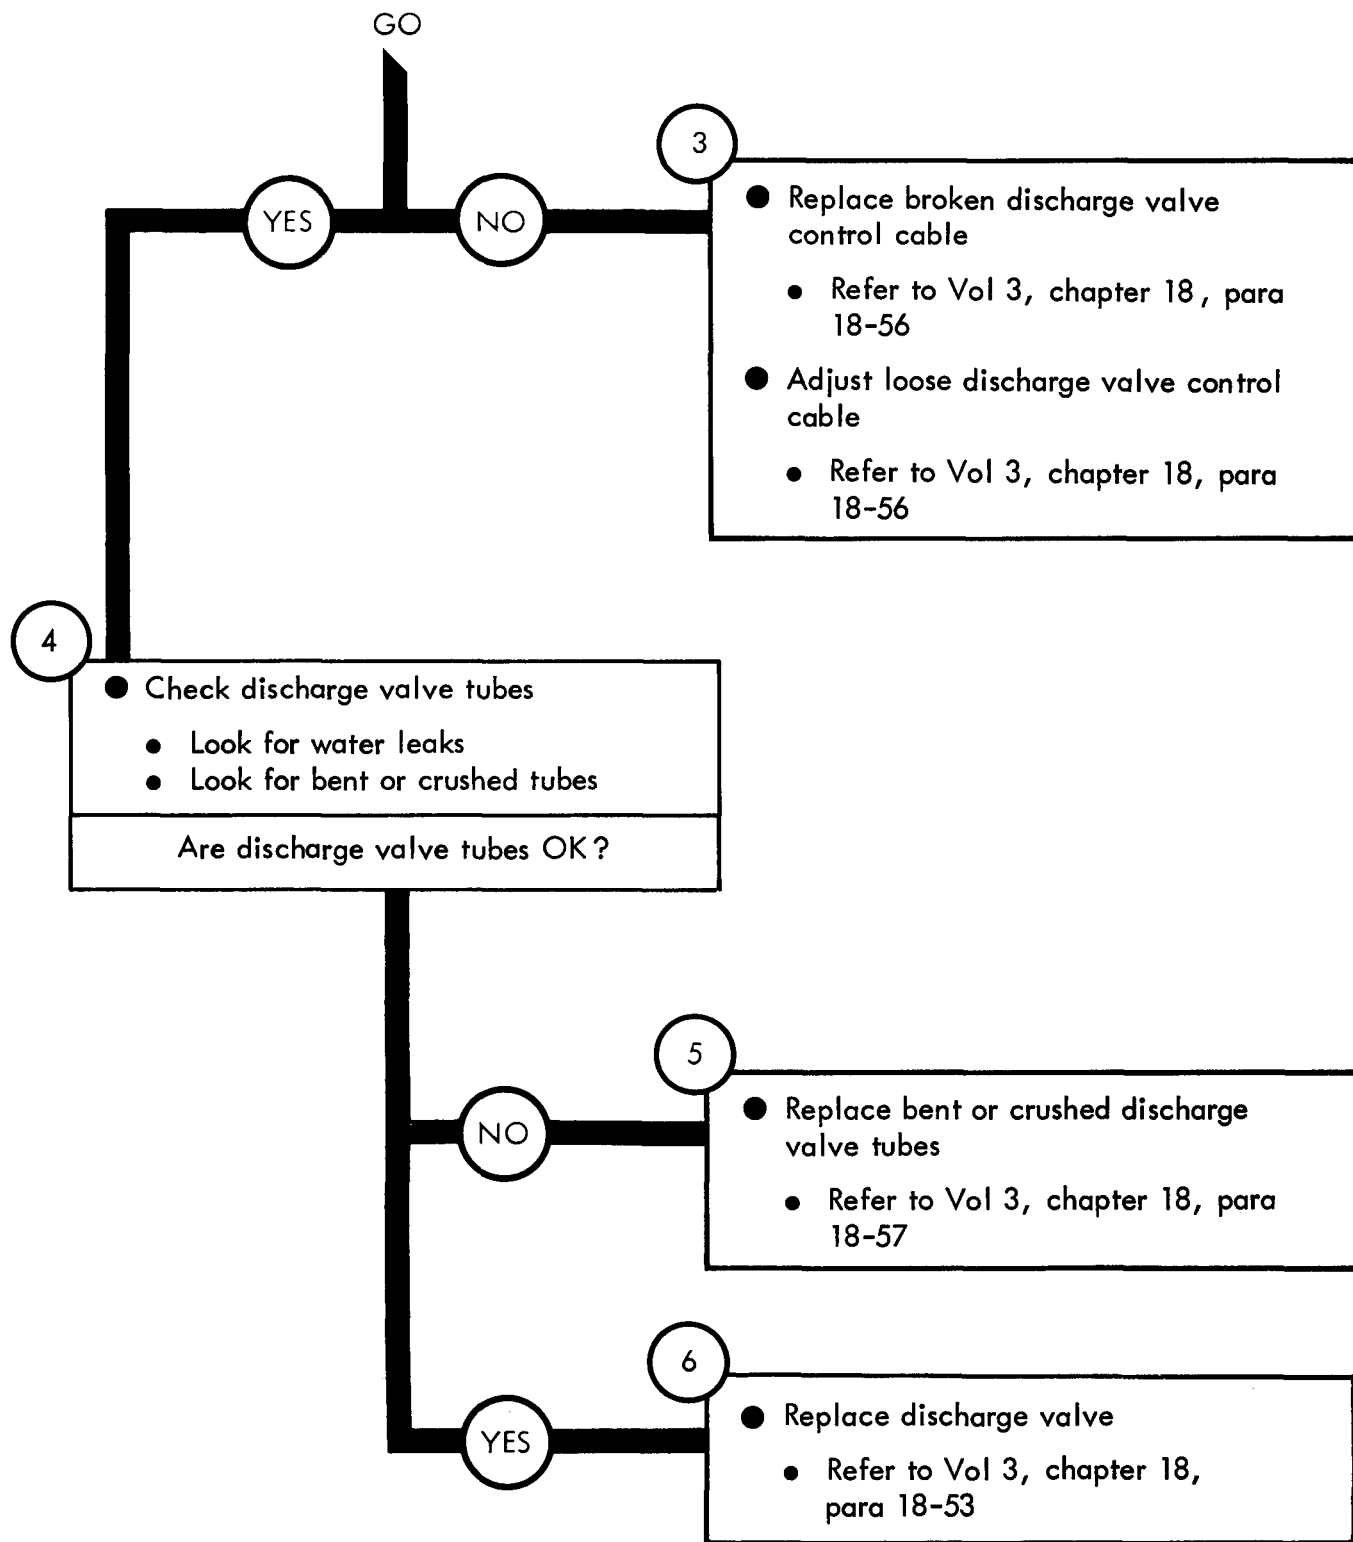 GO
YES
NO
3
● Replace broken discharge valve
control cable
● Refer to Vol 3, chapter 18, para
18-56
● Adjust loose discharge valve control
cable
● Refer to Vol 3, chapter 18, para
18-56
4
● Check discharge valve tubes
● Look for water leaks
● Look for bent or crushed tubes
Are discharge valve tubes OK?
NO
5
● Replace bent or crushed discharge
valve tubes
● Refer to Vol 3, chapter 18, para
18-57
YES
6
● Replace discharge valve
● Refer to Vol 3, chapter 18,
para 18-53